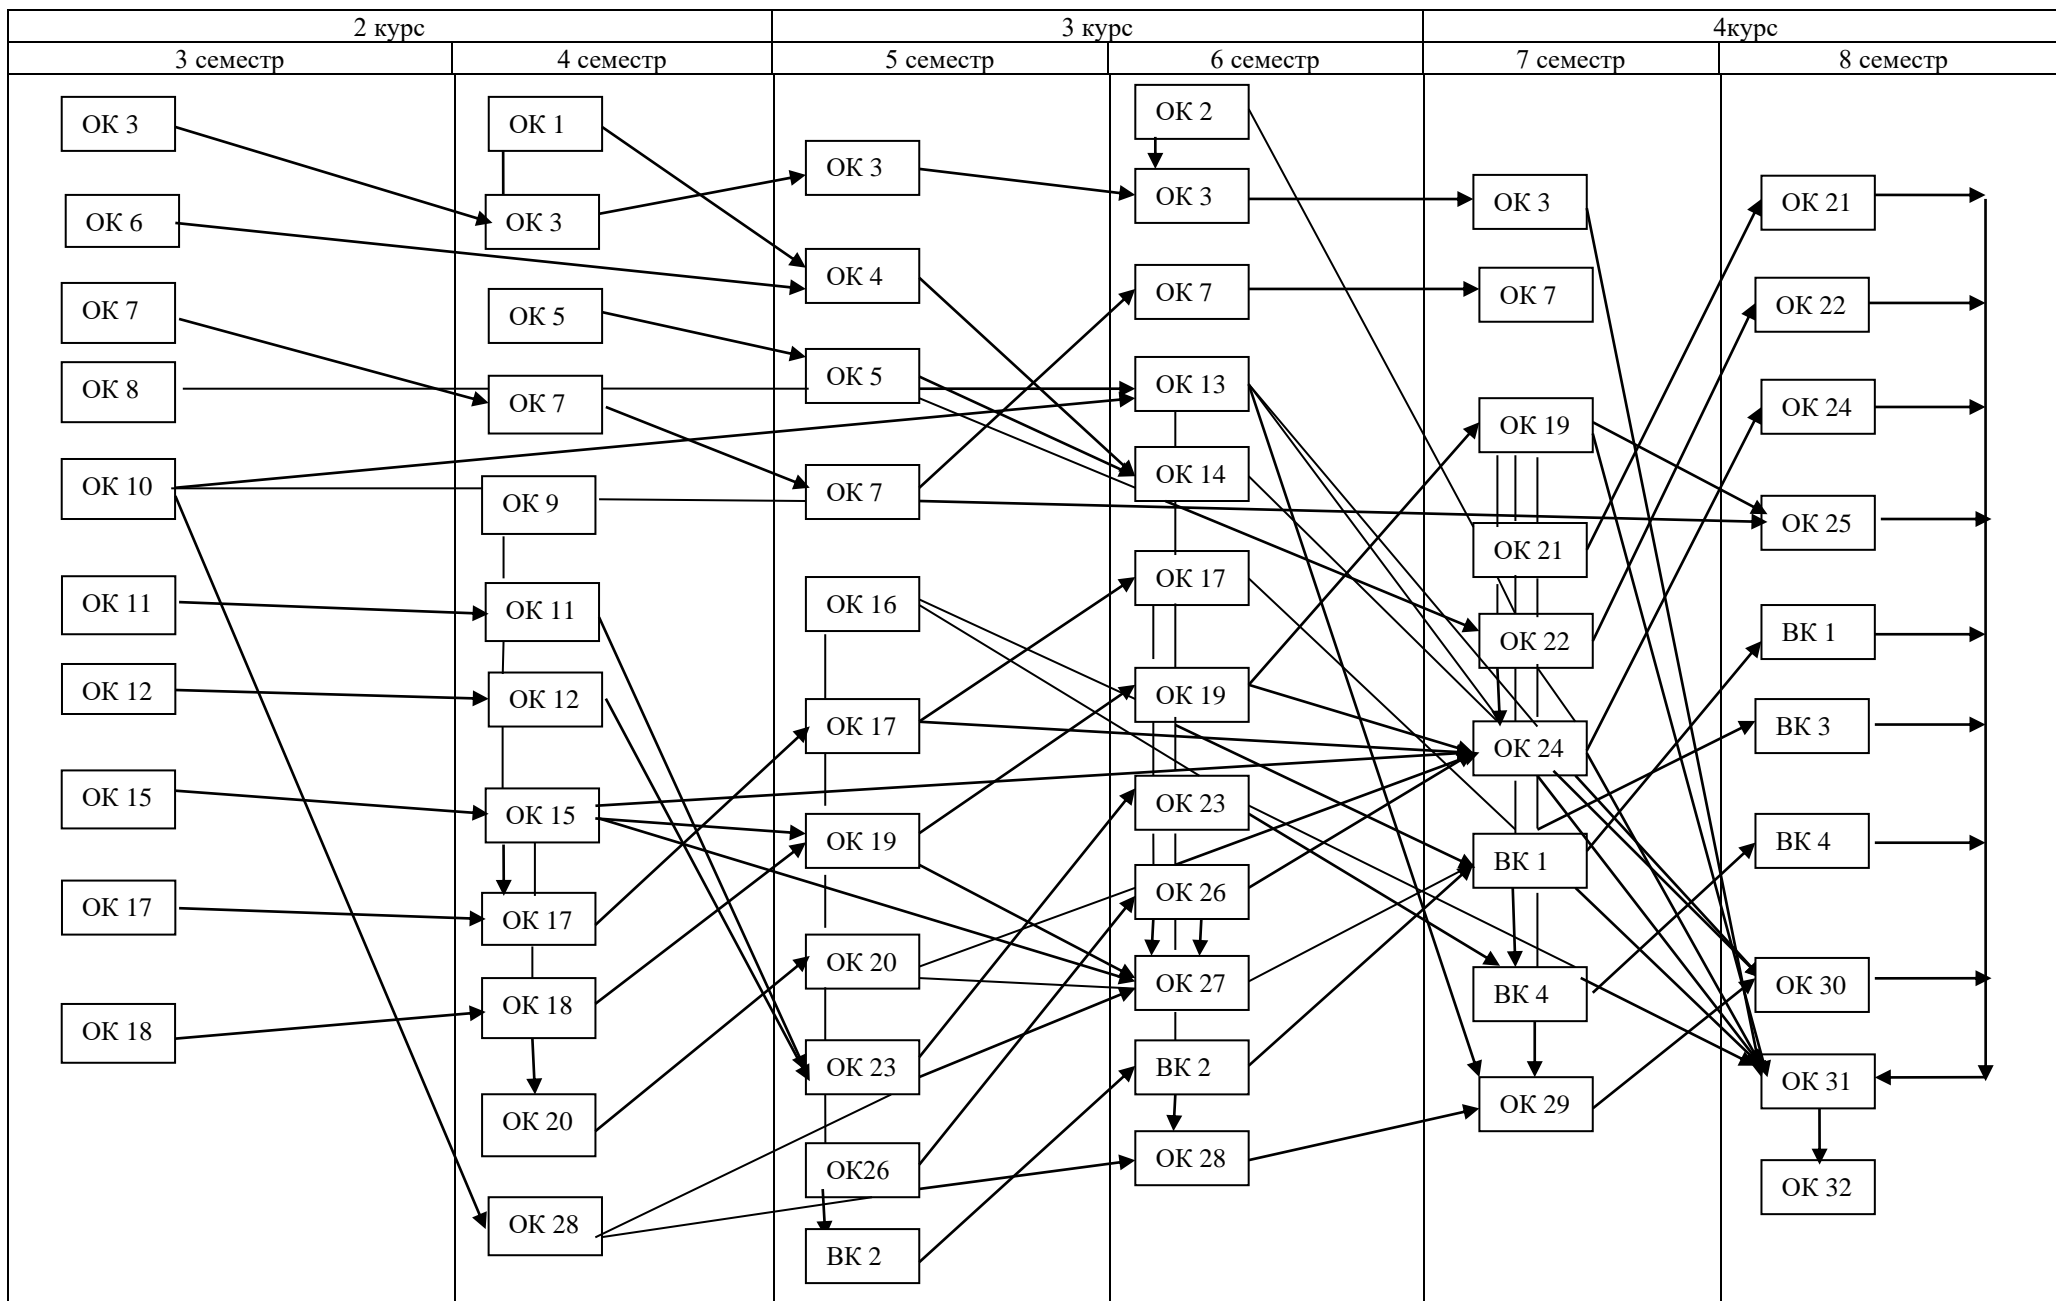 2 курс
3 курс
4курс
3 семестр
4 семестр
5 семестр
6 семестр
7 семестр
8 семестр
ОК 3
ОК 6
ОК 7
ОК 8
ОК 10
ОК 11
ОК 12
ОК 15
ОК 17
ОК 18
ОК 1
ОК 3
ОК 5
ОК 7
ОК 9
ОК 11
ОК 12
ОК 15
ОК 17
ОК 18
ОК 20
ОК 28
ОК 3
ОК 4
ОК 5
ОК 7
ОК 16
ОК 17
ОК 19
ОК 20
ОК 23
ОК26
ВК 2
ОК 2
ОК 3
ОК 7
ОК 13
ОК 14
ОК 17
ОК 19
ОК 23
ОК 26
ОК 27
ВК 2
ОК 28
ОК 3
ОК 7
ОК 19
ОК 21
ОК 22
ОК 24
ВК 1
ВК 4
ОК 29
ОК 21
ОК 22
ОК 24
ОК 25
ВК 1
ВК 3
ВК 4
ОК 30
ОК 31
ОК 32